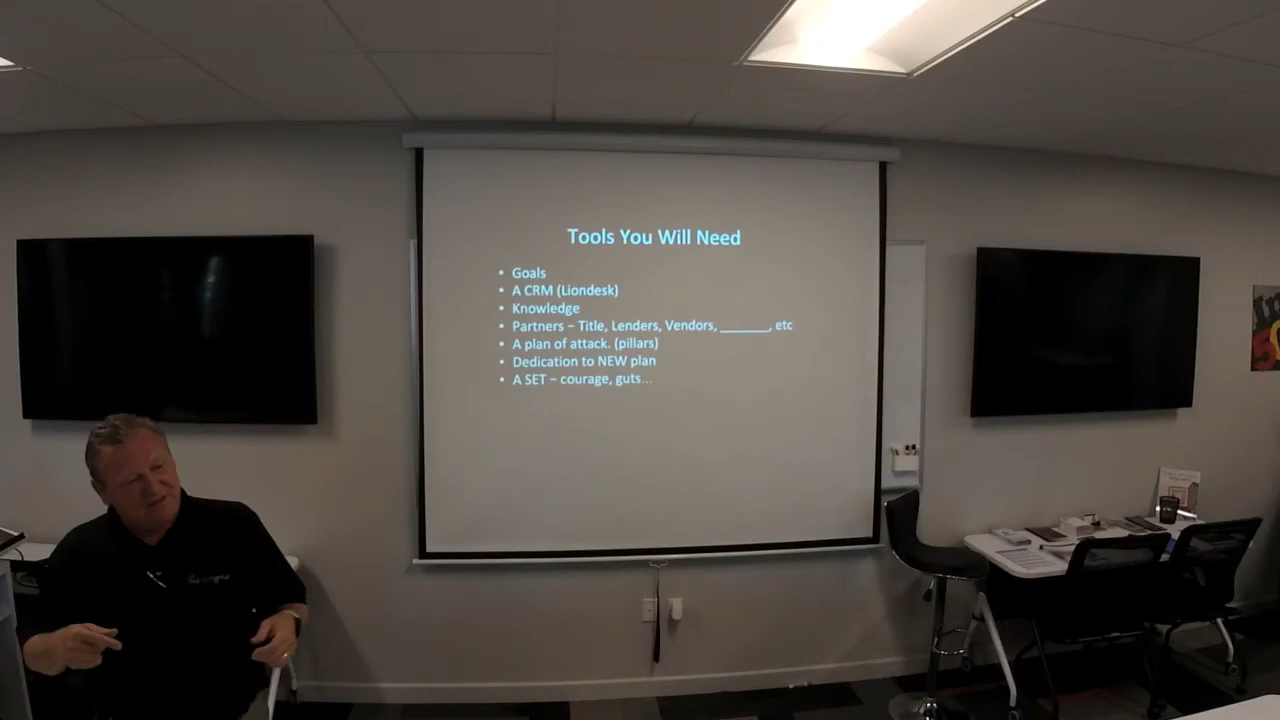 Tools You Will Need
• Goals
• A CRM (Liondesk)
• Knowledge
• Partners – Title, Lenders, Vendors, _______, etc
• A plan of attack. (pillars)
• Dedication to NEW plan
• A SET – courage, guts...